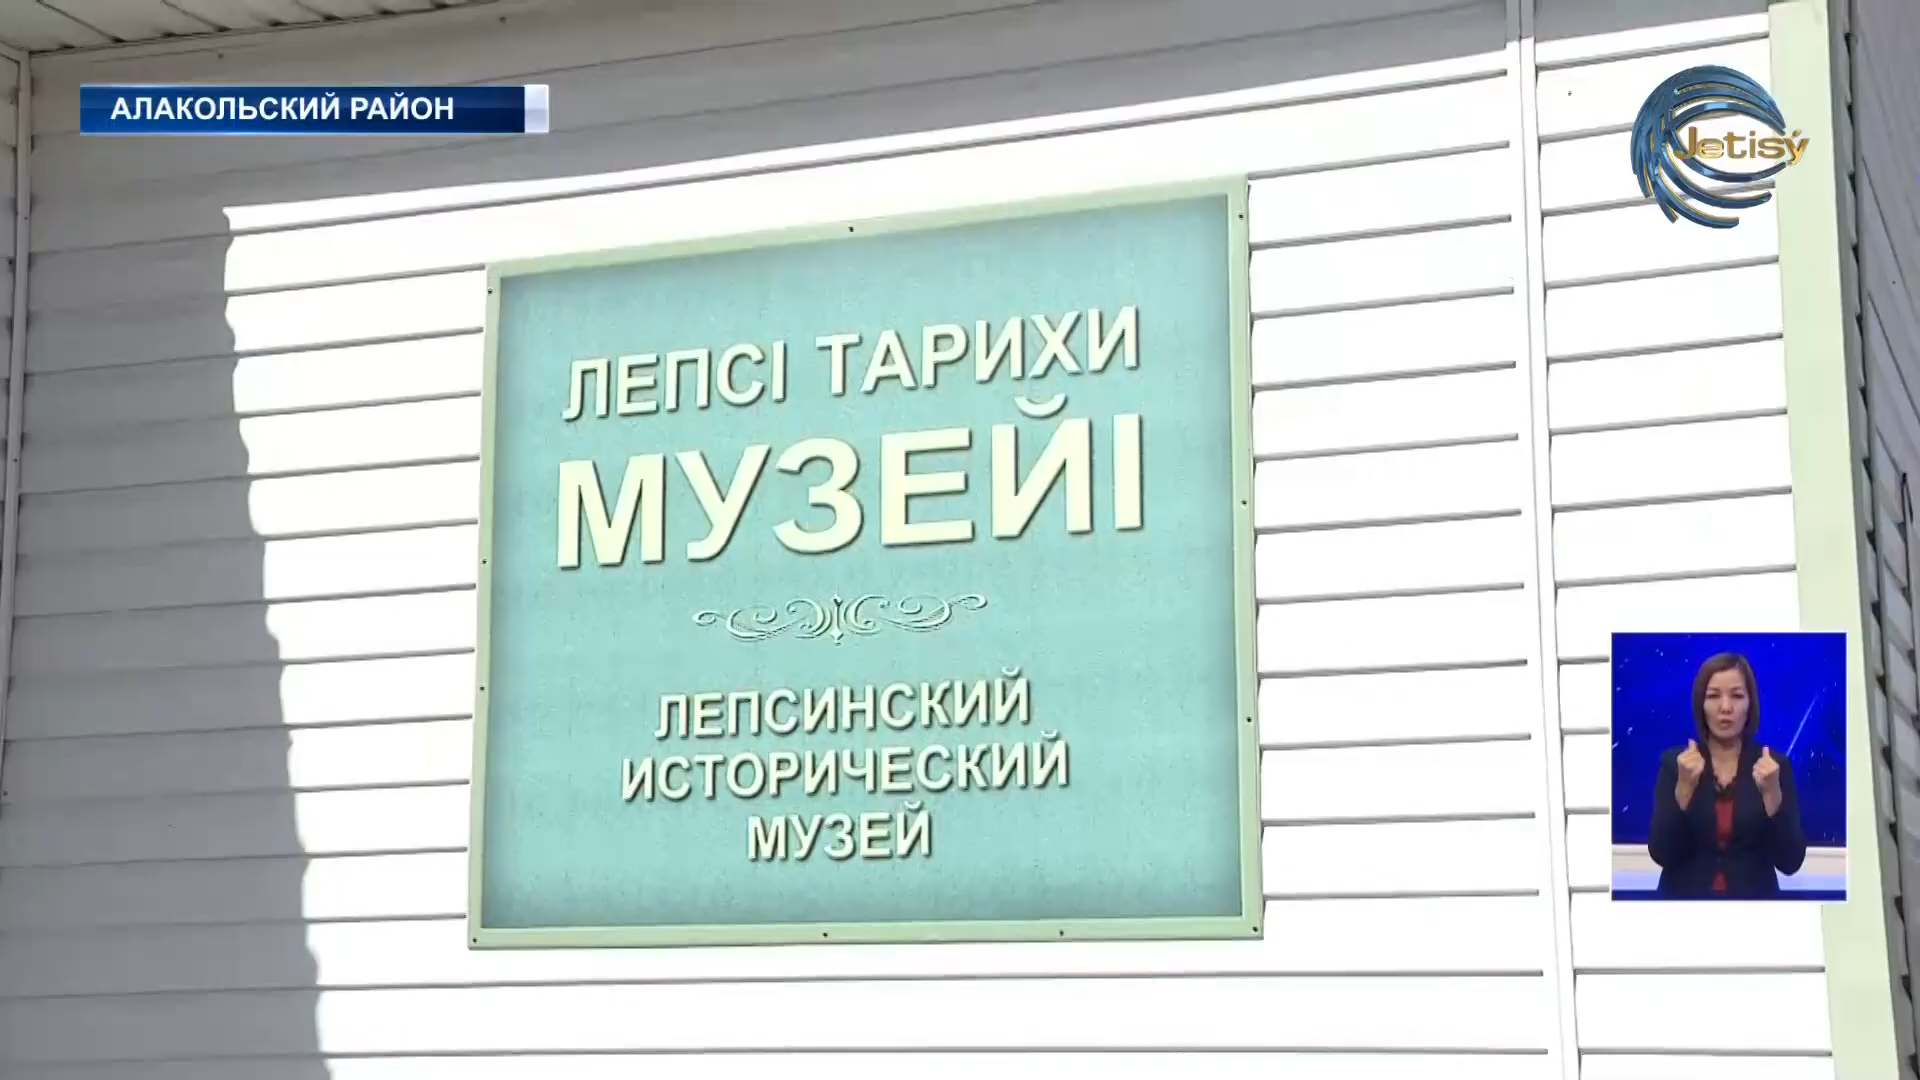 АЛАКОЛЬСКИЙ РАЙОН
Jetisý
ЛЕПСІ ТАРИХИ
МУЗЕЙІ
ЛЕПСИНСКИЙ
ИСТОРИЧЕСКИЙ
МУЗЕЙ